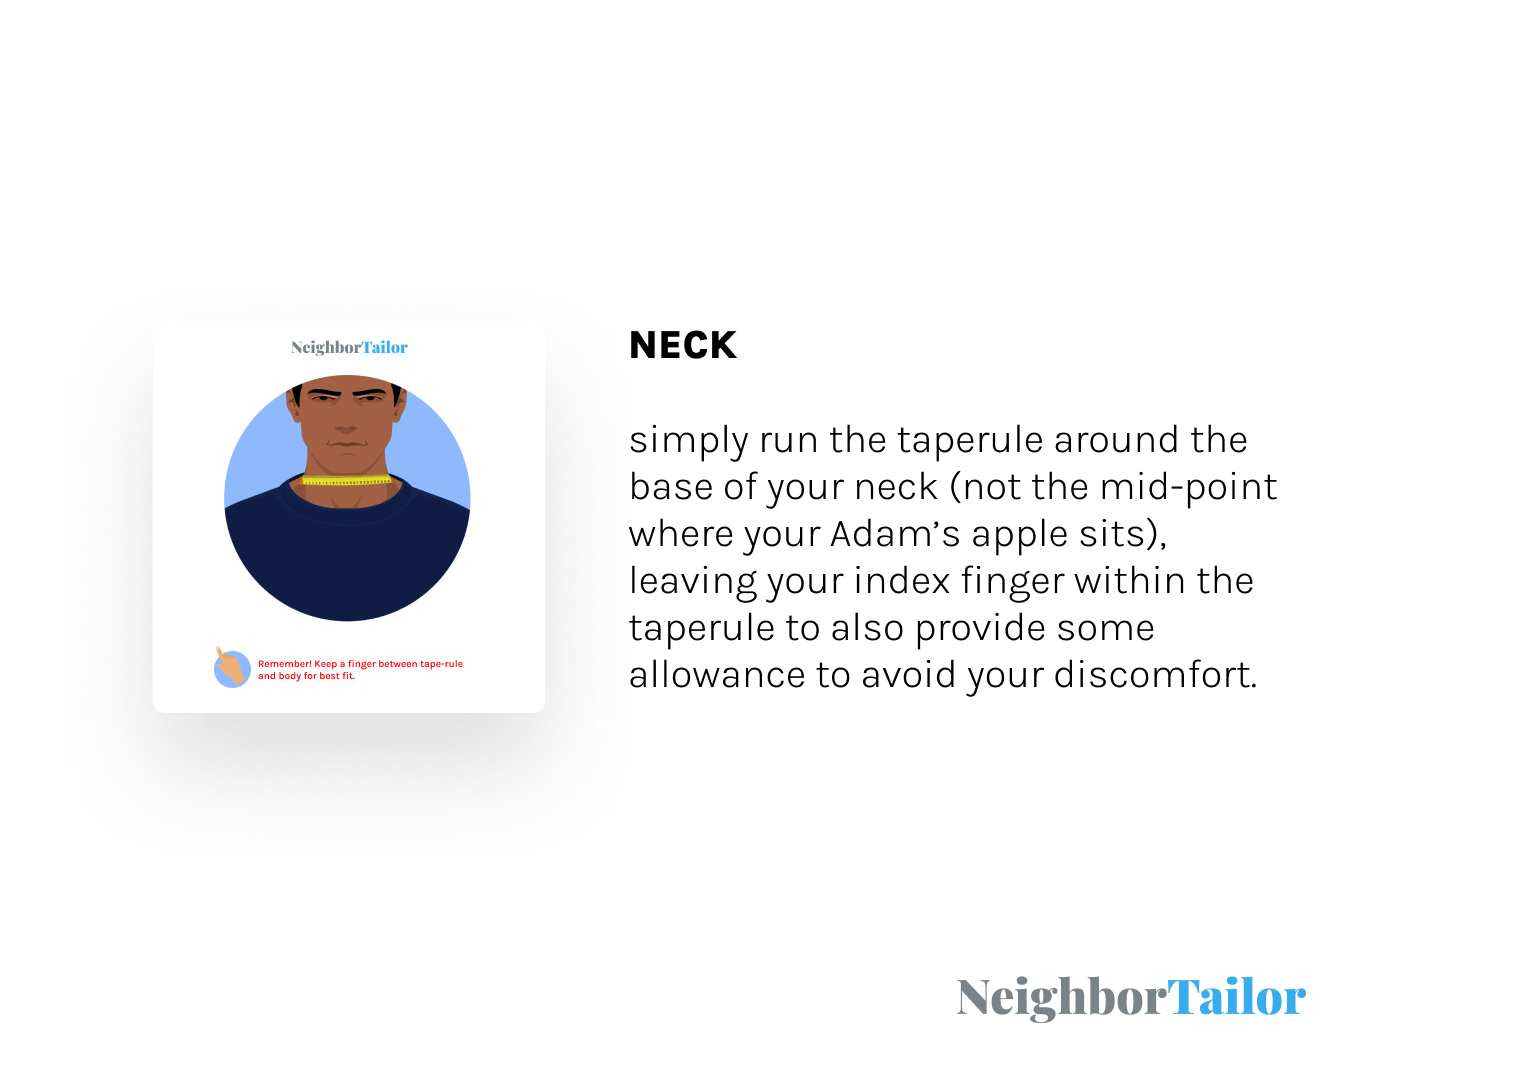 NeighborTailor
Remember! Keep a finger between tape-rule
and body for best fit.
NECK
simply run the taperule around the
base of your neck (not the mid-point
where your Adam’s apple sits),
leaving your index finger within the
taperule to also provide some
allowance to avoid your discomfort.
NeighborTailor